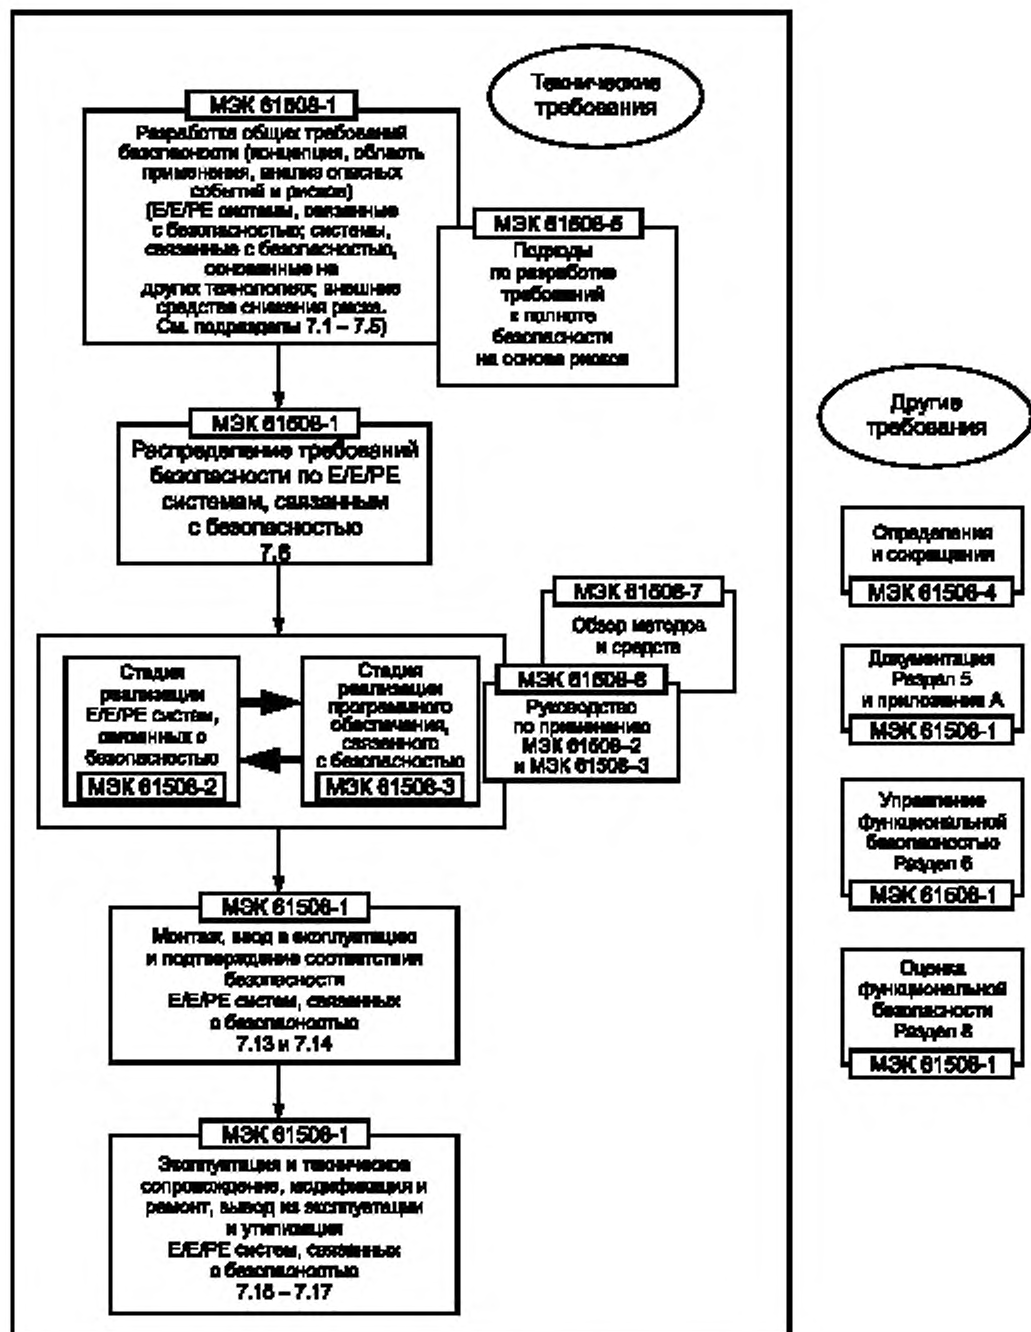 Технические
требования
МЭК 61508-1
Разработка общих требований
безопасности (концепция, область
применения, анализ опасных
событий и рисков)
(Е/Е/РЕ системы, связанные
с безопасностью; системы,
связанные с безопасностью,
основанные на
других технологиях; внешние
средства снижения риска.
См. подразделы 7.1 – 7.5)
МЭК 61508-5
Подходы
по разработке
требований
к полноте
безопасности
на основе рисков
МЭК 61508-1
Распределение требований
безопасности по Е/Е/РЕ
системам, связанным
с безопасностью
7.6
МЭК 61508-7
Обзор методов
и средств
МЭК 61508-6
Руководство
по применению
МЭК 61508–2
и МЭК 61508–3
Стадия
реализации
Е/Е/РЕ систем,
связанных с
безопасностью
МЭК 61508-2
Стадия
реализации
программного
обеспечения,
связанного
с безопасностью
МЭК 61508-3
МЭК 61508-1
Монтаж, ввод в эксплуатацию
и подтверждение соответствия
безопасности
Е/Е/РЕ систем, связанных
с безопасностью
7.13 и 7.14
МЭК 61508-1
Эксплуатация и техническое
сопровождение, модификация и
ремонт, вывод из эксплуатации
и утилизация
Е/Е/РЕ систем, связанных
с безопасностью
7.15 – 7.17
Другие
требования
Определения
и сокращения
МЭК 61508-4
Документация
Раздел 5
и приложение А
МЭК 61508-1
Управление
функциональной
безопасностью
Раздел 6
МЭК 61508-1
Оценка
функциональной
безопасности
Раздел 8
МЭК 61508-1